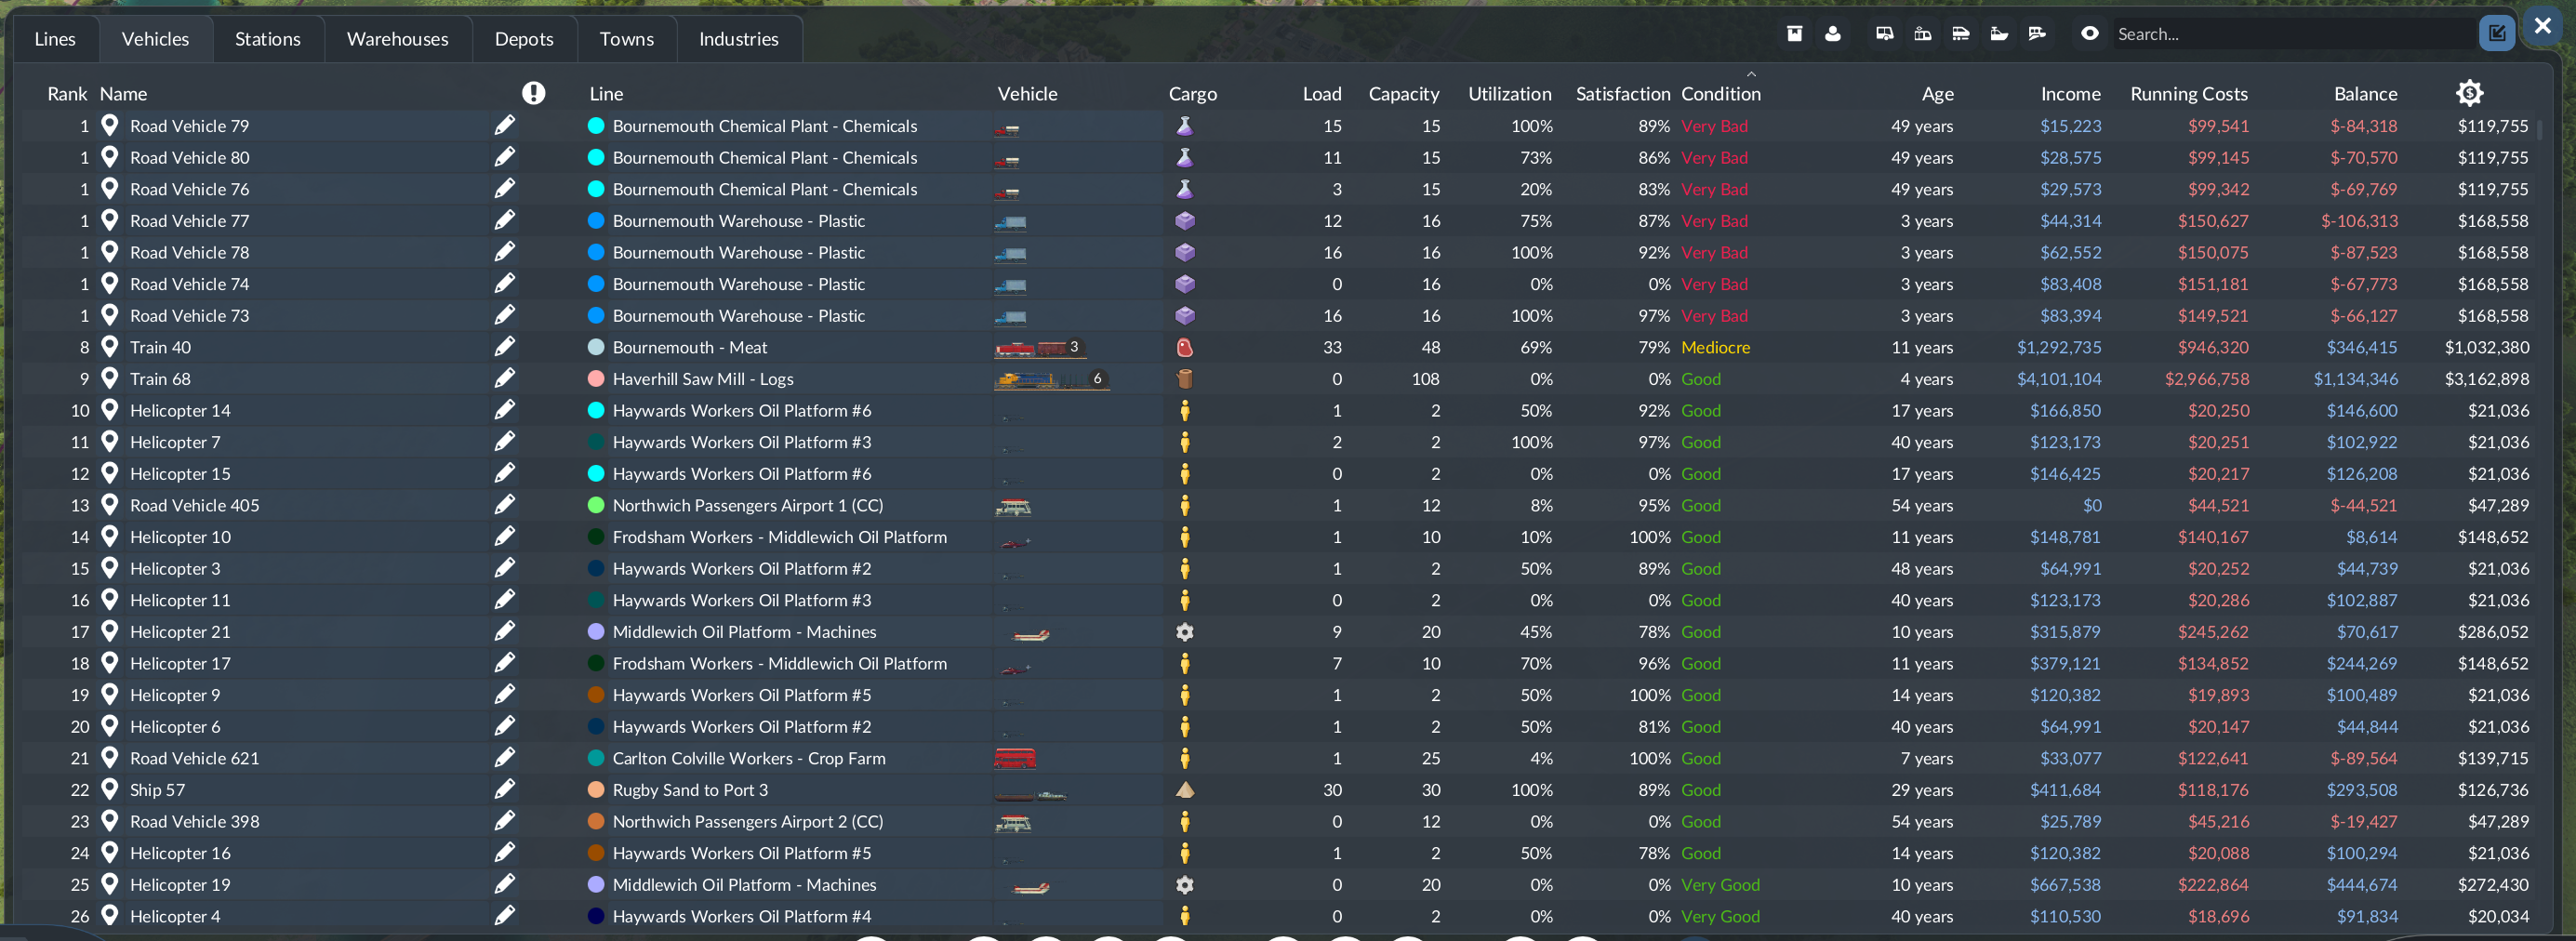 Lines Vehicles Stations Warehouses Depots Towns Industries Search...
Rank Name Line Vehicle Cargo Load Capacity Utilization Satisfaction Condition Age Income Running Costs Balance
1 Road Vehicle 79 Bournemouth Chemical Plant - Chemicals 15 15 100% 89% Very Bad 49 years $15,223 $99,541 $-84,318 $119,755
1 Road Vehicle 80 Bournemouth Chemical Plant - Chemicals 11 15 73% 86% Very Bad 49 years $28,575 $99,145 $-70,570 $119,755
1 Road Vehicle 76 Bournemouth Chemical Plant - Chemicals 3 15 20% 83% Very Bad 49 years $29,573 $99,342 $-69,769 $119,755
1 Road Vehicle 77 Bournemouth Warehouse - Plastic 12 16 75% 87% Very Bad 3 years $44,314 $150,627 $-106,313 $168,558
1 Road Vehicle 78 Bournemouth Warehouse - Plastic 16 16 100% 92% Very Bad 3 years $62,552 $150,075 $-87,523 $168,558
1 Road Vehicle 74 Bournemouth Warehouse - Plastic 0 16 0% 0% Very Bad 3 years $83,408 $151,181 $-67,773 $168,558
1 Road Vehicle 73 Bournemouth Warehouse - Plastic 16 16 100% 97% Very Bad 3 years $83,394 $149,521 $-66,127 $168,558
8 Train 40 Bournemouth - Meat 3 33 48 69% 79% Mediocre 11 years $1,292,735 $946,320 $346,415 $1,032,380
9 Train 68 Haverhill Saw Mill - Logs 6 0 108 0% 0% Good 4 years $4,101,104 $2,966,758 $1,134,346 $3,162,898
10 Helicopter 14 Haywards Workers Oil Platform #6 1 2 50% 92% Good 17 years $166,850 $20,250 $146,600 $21,036
11 Helicopter 7 Haywards Workers Oil Platform #3 2 2 100% 97% Good 40 years $123,173 $20,251 $102,922 $21,036
12 Helicopter 15 Haywards Workers Oil Platform #6 0 2 0% 0% Good 17 years $146,425 $20,217 $126,208 $21,036
13 Road Vehicle 405 Northwich Passengers Airport 1 (CC) 1 12 8% 95% Good 54 years $0 $44,521 $-44,521 $47,289
14 Helicopter 10 Frodsham Workers - Middlewich Oil Platform 1 10 10% 100% Good 11 years $148,781 $140,167 $8,614 $148,652
15 Helicopter 3 Haywards Workers Oil Platform #2 1 2 50% 89% Good 48 years $64,991 $20,252 $44,739 $21,036
16 Helicopter 11 Haywards Workers Oil Platform #3 0 2 0% 0% Good 40 years $123,173 $20,286 $102,887 $21,036
17 Helicopter 21 Middlewich Oil Platform - Machines 9 20 45% 78% Good 10 years $315,879 $245,262 $70,617 $286,052
18 Helicopter 17 Frodsham Workers - Middlewich Oil Platform 7 10 70% 96% Good 11 years $379,121 $134,852 $244,269 $148,652
19 Helicopter 9 Haywards Workers Oil Platform #5 1 2 50% 100% Good 14 years $120,382 $19,893 $100,489 $21,036
20 Helicopter 6 Haywards Workers Oil Platform #2 1 2 50% 81% Good 40 years $64,991 $20,147 $44,844 $21,036
21 Road Vehicle 621 Carlton Colville Workers - Crop Farm 1 25 4% 100% Good 7 years $33,077 $122,641 $-89,564 $139,715
22 Ship 57 Rugby Sand to Port 3 30 30 100% 89% Good 29 years $411,684 $118,176 $293,508 $126,736
23 Road Vehicle 398 Northwich Passengers Airport 2 (CC) 0 12 0% 0% Good 54 years $25,789 $45,216 $-19,427 $47,289
24 Helicopter 16 Haywards Workers Oil Platform #5 1 2 50% 78% Good 14 years $120,382 $20,088 $100,294 $21,036
25 Helicopter 19 Middlewich Oil Platform - Machines 0 20 0% 0% Very Good 10 years $667,538 $222,864 $444,674 $272,430
26 Helicopter 4 Haywards Workers Oil Platform #4 0 2 0% 0% Very Good 40 years $110,530 $18,696 $91,834 $20,034